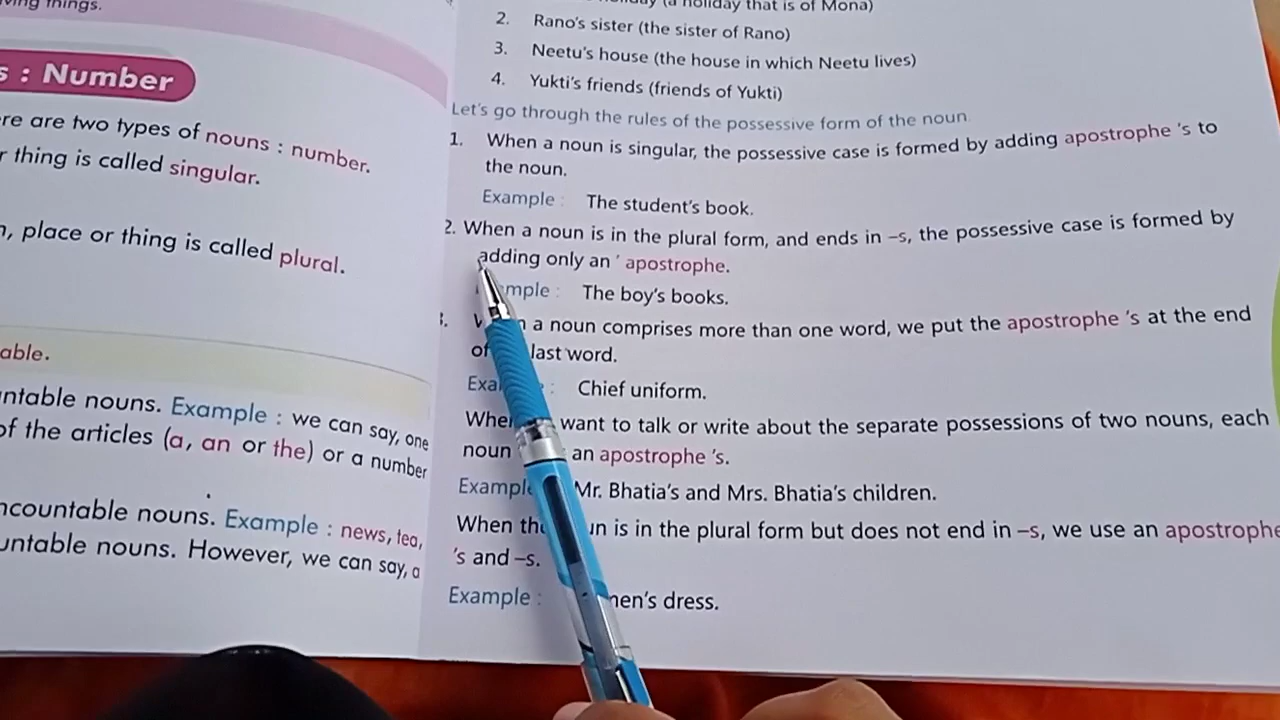 ing things.
s : Number
re are two types of nouns : number.
r thing is called singular.
n, place or thing is called plural.
able.
untable nouns. Example : we can say, one
of the articles (a, an or the) or a number
ncountable nouns. Example : news, tea,
untable nouns. However, we can say, a
(a holiday that is of Mona)
2. Rano's sister (the sister of Rano)
3. Neetu's house (the house in which Neetu lives)
4. Yukti's friends (friends of Yukti)
Let's go through the rules of the possessive form of the noun
1. When a noun is singular, the possessive case is formed by adding apostrophe 's to
the noun.
Example : The student's book.
2. When a noun is in the plural form, and ends in –s, the possessive case is formed by
adding only an ' apostrophe.
mple : The boy's books.
a noun comprises more than one word, we put the apostrophe 's at the end
of last word.
Exa : Chief uniform.
When want to talk or write about the separate possessions of two nouns, each
noun an apostrophe 's.
Example Mr. Bhatia's and Mrs. Bhatia's children.
When the un is in the plural form but does not end in –s, we use an apostrophe
's and –s.
Example : men's dress.